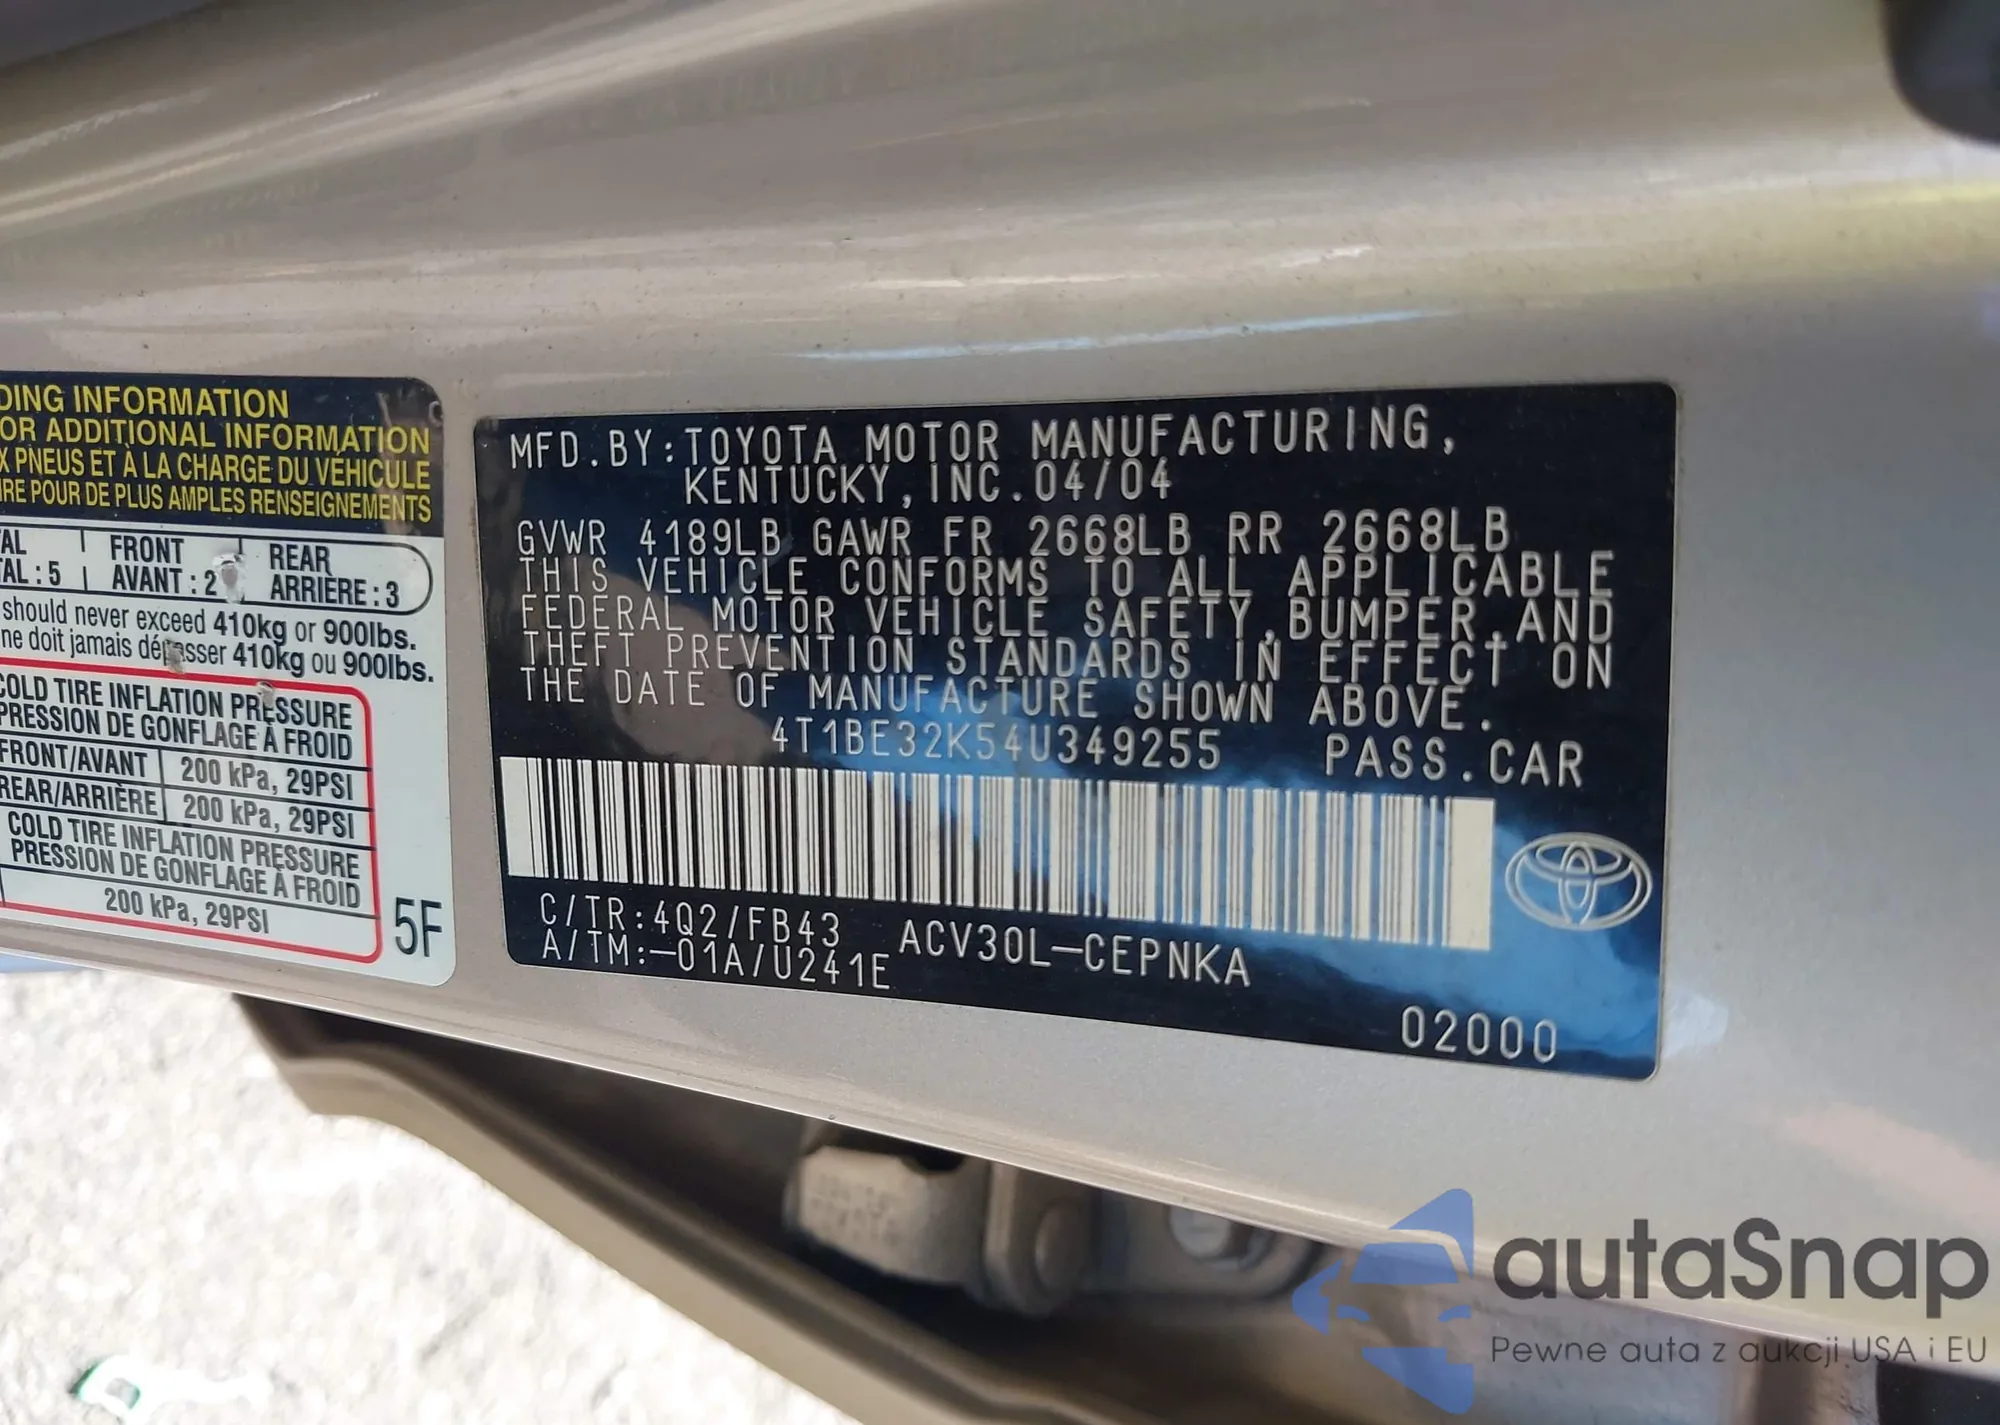 DING INFORMATION
OR ADDITIONAL INFORMATION
X PNEUS ET À LA CHARGE DU VÉHICULE
IRE POUR DE PLUS AMPLES RENSEIGNEMENTS
TAL FRONT REAR
TAL : 5 AVANT : 2 ARRIÈRE : 3
should never exceed 410kg or 900lbs.
ne doit jamais dépasser 410kg ou 900lbs.
COLD TIRE INFLATION PRESSURE
PRESSION DE GONFLAGE À FROID
FRONT/AVANT 200 kPa, 29PSI
REAR/ARRIÈRE 200 kPa, 29PSI
COLD TIRE INFLATION PRESSURE
PRESSION DE GONFLAGE À FROID
200 kPa, 29PSI
5F
MFD.BY:TOYOTA MOTOR MANUFACTURING,
KENTUCKY,INC.04/04
GVWR 4189LB GAWR FR 2668LB RR 2668LB
THIS VEHICLE CONFORMS TO ALL APPLICABLE
FEDERAL MOTOR VEHICLE SAFETY,BUMPER,AND
THEFT PREVENTION STANDARDS IN EFFECT ON
THE DATE OF MANUFACTURE SHOWN ABOVE.
4T1BE32K54U349255 PASS.CAR
C/TR:4Q2/FB43 ACV30L-CEPNKA
A/TM:-01A/U241E
02000
autaSnap
Pewne auta z aukcji USA i EU